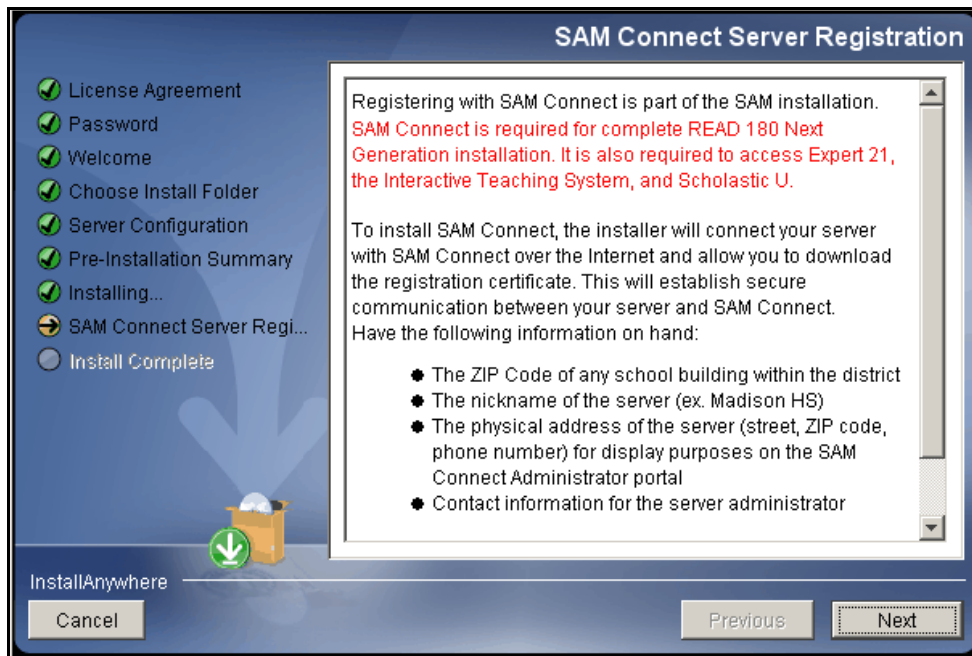 SAM Connect Server Registration
License Agreement
Password
Welcome
Choose Install Folder
Server Configuration
Pre-Installation Summary
Installing...
SAM Connect Server Regi...
Install Complete
Registering with SAM Connect is part of the SAM installation.
SAM Connect is required for complete READ 180 Next
Generation installation. It is also required to access Expert 21,
the Interactive Teaching System, and Scholastic U.
To install SAM Connect, the installer will connect your server
with SAM Connect over the Internet and allow you to download
the registration certificate. This will establish secure
communication between your server and SAM Connect.
Have the following information on hand:
● The ZIP Code of any school building within the district
● The nickname of the server (ex. Madison HS)
● The physical address of the server (street, ZIP code,
phone number) for display purposes on the SAM
Connect Administrator portal
● Contact information for the server administrator
InstallAnywhere
Cancel
Previous
Next